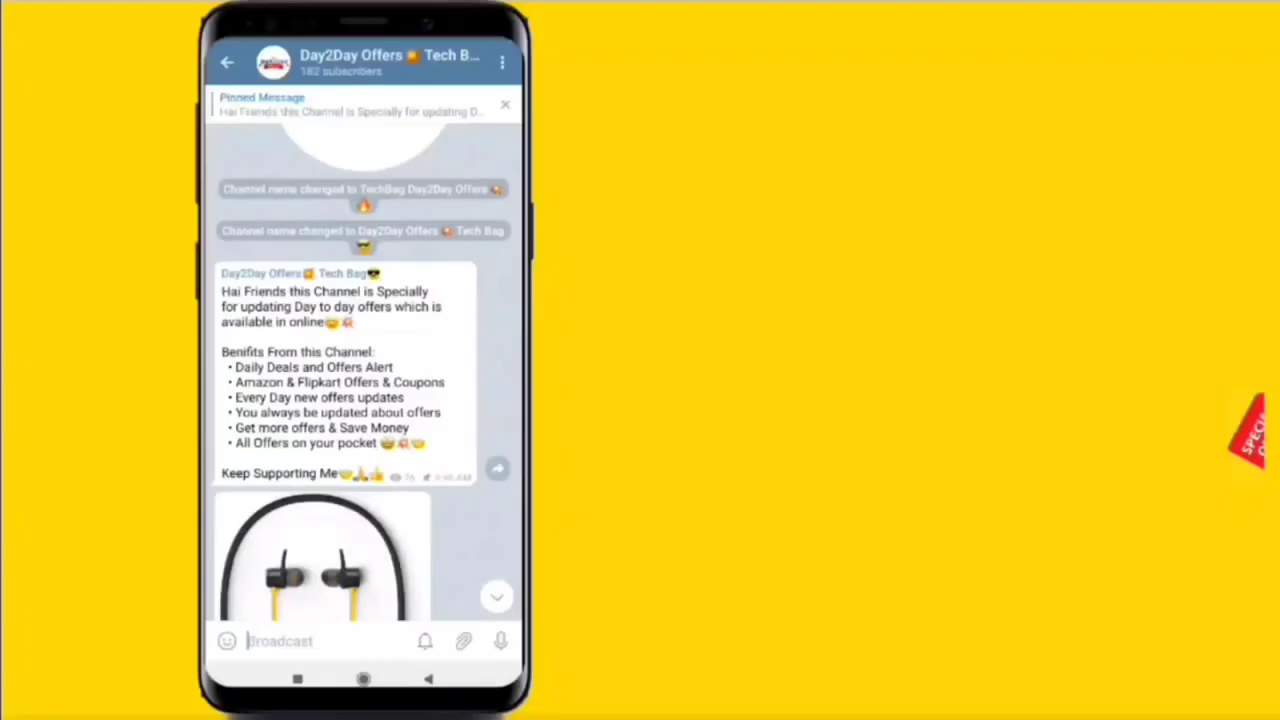 Day2Day Offers💥 Tech B...
182 subscribers
Pinned Message
Hai Friends this Channel is Specially for updating D...
Channel name changed to TechBag Day2Day Offers 💥
🔥
Channel name changed to Day2Day Offers 💥 Tech Bag
😎
Day2Day Offers💥 Tech Bag😎
Hai Friends this Channel is Specially
for updating Day to day offers which is
available in online🤩💥
Benifits From this Channel:
• Daily Deals and Offers Alert
• Amazon & Flipkart Offers & Coupons
• Every Day new offers updates
• You always be updated about offers
• Get more offers & Save Money
• All Offers on your pocket 🤩💥🤝
Keep Supporting Me🤝🙏👍
Broadcast